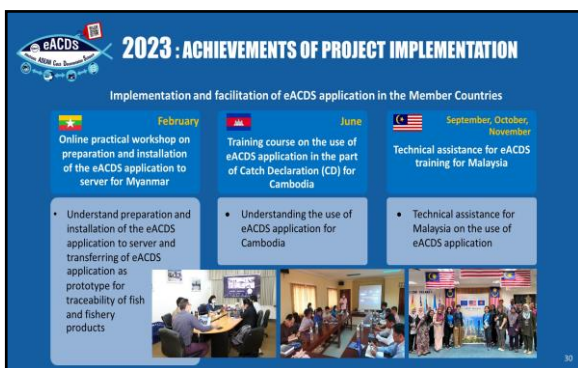 eACDS
2023 : ACHIEVEMENTS OF PROJECT IMPLEMENTATION
Implementation and facilitation of eACDS application in the Member Countries
February
Online practical workshop on
preparation and installation
of the eACDS application to
server for Myanmar
• Understand preparation and
installation of the eACDS
application to server and
transferring of eACDS
application as
prototype for
traceability of fish
and fishery
products
June
Training course on the use of
eACDS application in the part
of Catch Declaration (CD) for
Cambodia
• Understanding the use of
eACDS application for
Cambodia
September, October,
November
Technical assistance for eACDS
training for Malaysia
• Technical assistance for
Malaysia on the use of
eACDS application
30